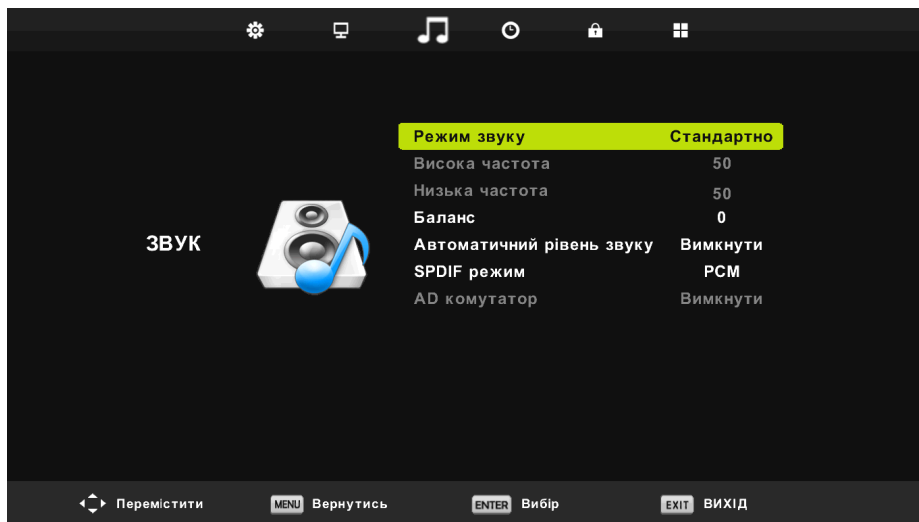 Режим звуку Стандартно
Висока частота 50
Низька частота 50
Баланс 0
ЗВУК
Автоматичний рівень звуку Вимкнути
SPDIF режим PCM
AD комутатор Вимкнути
Перемістити MENU Вернутись ENTER Вибір EXIT ВИХІД